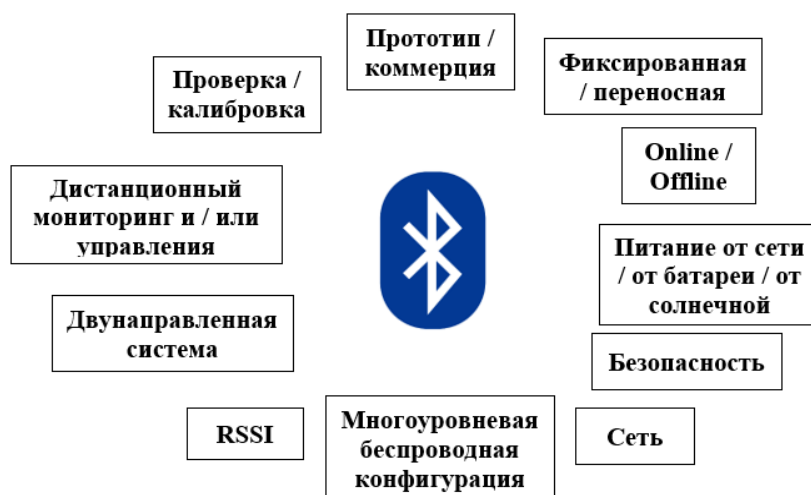 Прототип /
коммерция
Фиксированная
/ переносная
Проверка /
калибровка
Online /
Offline
Дистанционный
мониторинг и / или
управления
Питание от сети
/ от батареи / от
солнечной
Двунаправленная
система
Безопасность
RSSI
Многоуровневая
беспроводная
конфигурация
Сеть